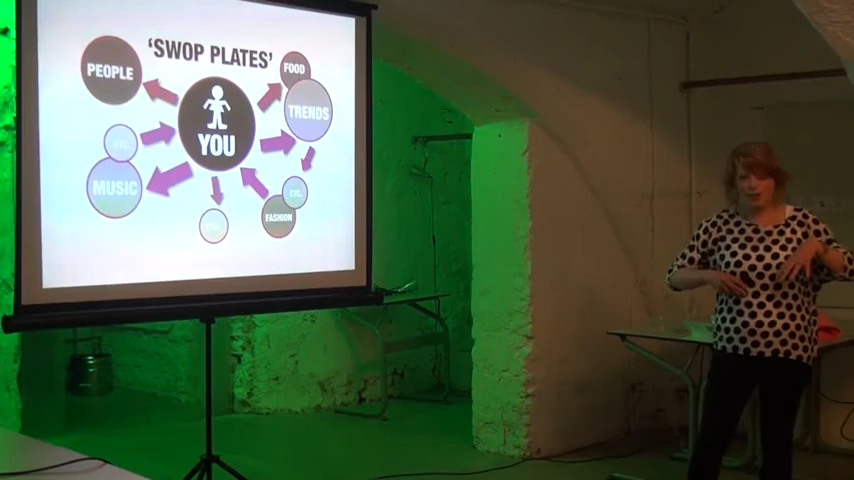 'SWOP PLATES'
PEOPLE
FOOD
TRENDS
YOU
MUSIC
ETC.
FASHION